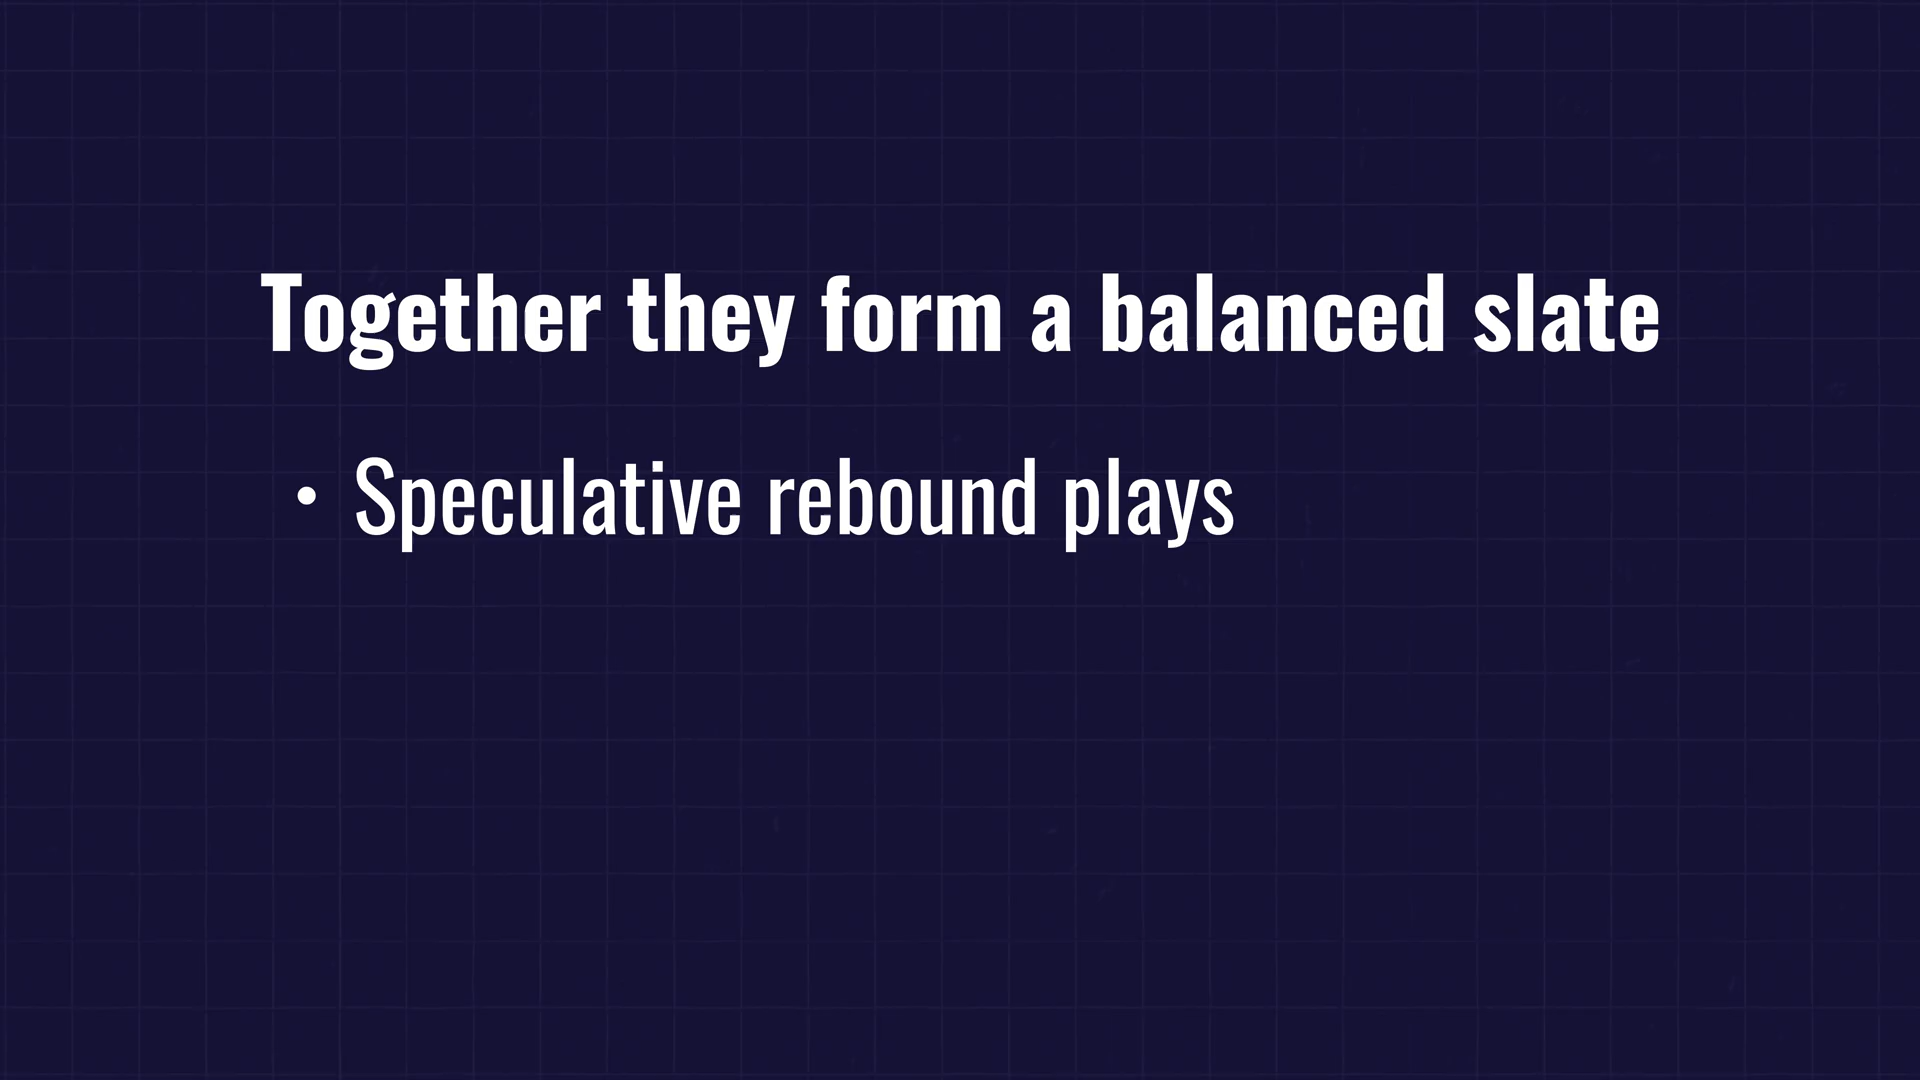 Together they form a balanced slate
• Speculative rebound plays